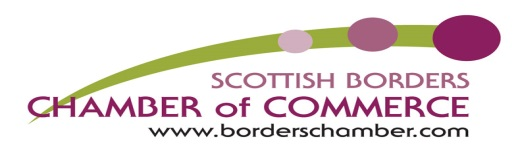 SCOTTISH BORDERS
CHAMBER of COMMERCE
www.borderschamber.com